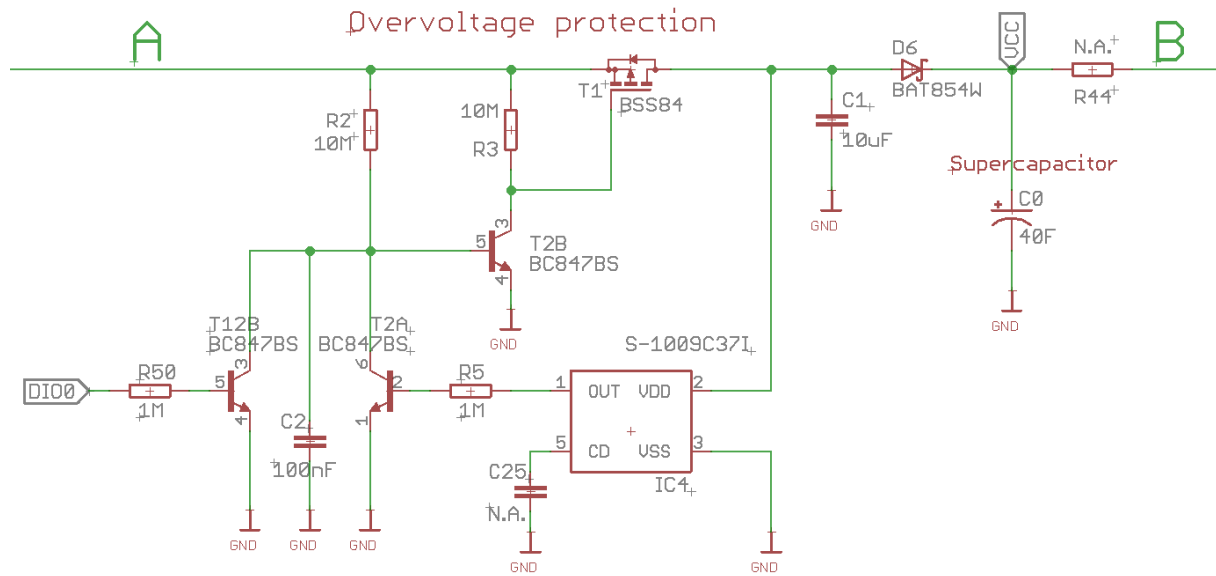 Overvoltage protection
A
B
VCC
D6
BAT854W
N.A.
R44
T1
BSS84
C1
10uF
R2
10M
10M
R3
Supercapacitor
C0
40F
GND
GND
T2B
BC847BS
5
3
4
GND
T12B
BC847BS
T2A
BC847BS
S-1009C37I
DIO0
R50
1M
5
3
4
6
2
1
R5
1M
1
OUT
VDD
2
5
CD
VSS
3
IC4
C2
100nF
C25
N.A.
GND
GND
GND
GND
GND